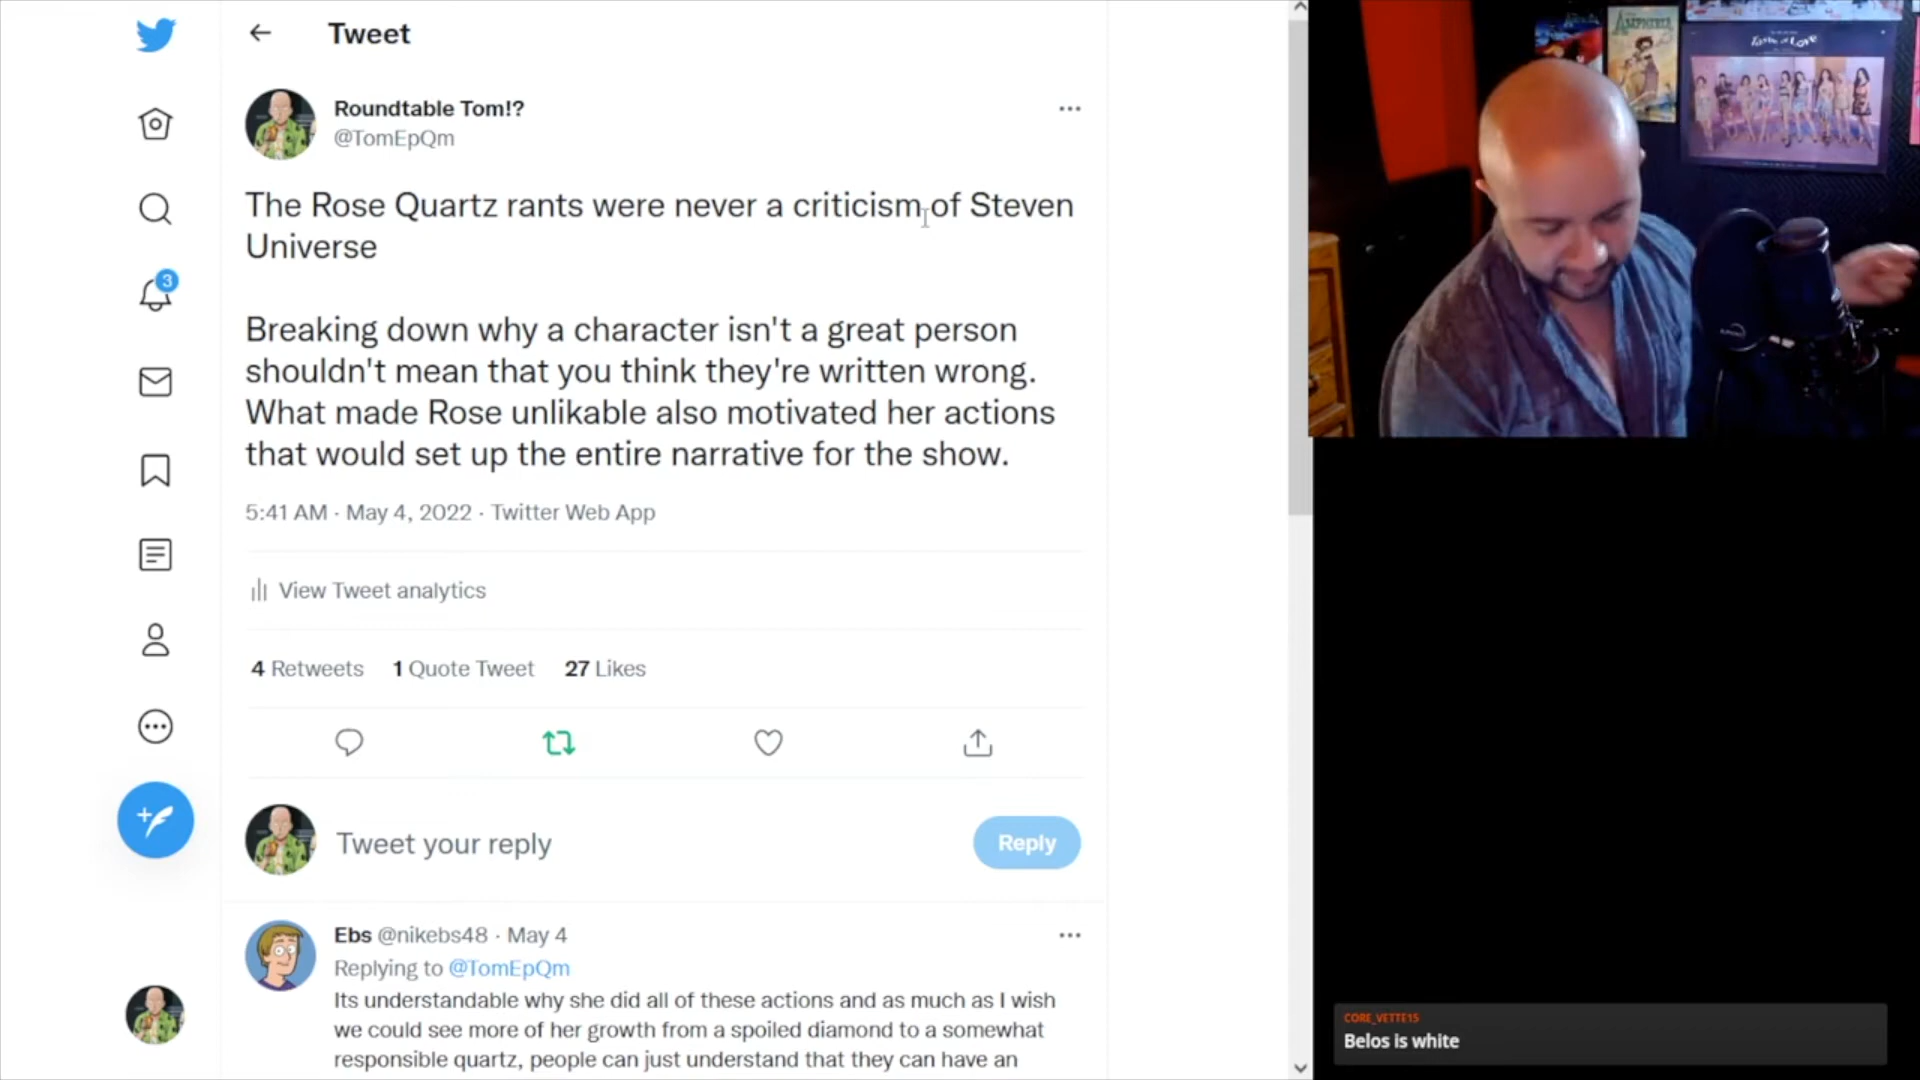 Tweet
Roundtable Tom!?
@TomEpQm
The Rose Quartz rants were never a criticism of Steven
Universe
Breaking down why a character isn't a great person
shouldn't mean that you think they're written wrong.
What made Rose unlikable also motivated her actions
that would set up the entire narrative for the show.
5:41 AM · May 4, 2022 · Twitter Web App
View Tweet analytics
4 Retweets 1 Quote Tweet 27 Likes
Tweet your reply
Reply
Ebs @nikebs48 · May 4
Replying to @TomEpQm
Its understandable why she did all of these actions and as much as I wish
we could see more of her growth from a spoiled diamond to a somewhat
responsible quartz, people can just understand that they can have an
3
AMPHIBIA
Taste of Love
CORE_VETTE15
Belos is white